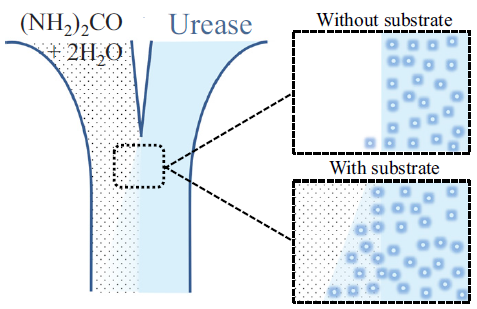 (NH₂)₂CO
+ 2H₂O
Urease
Without substrate
With substrate